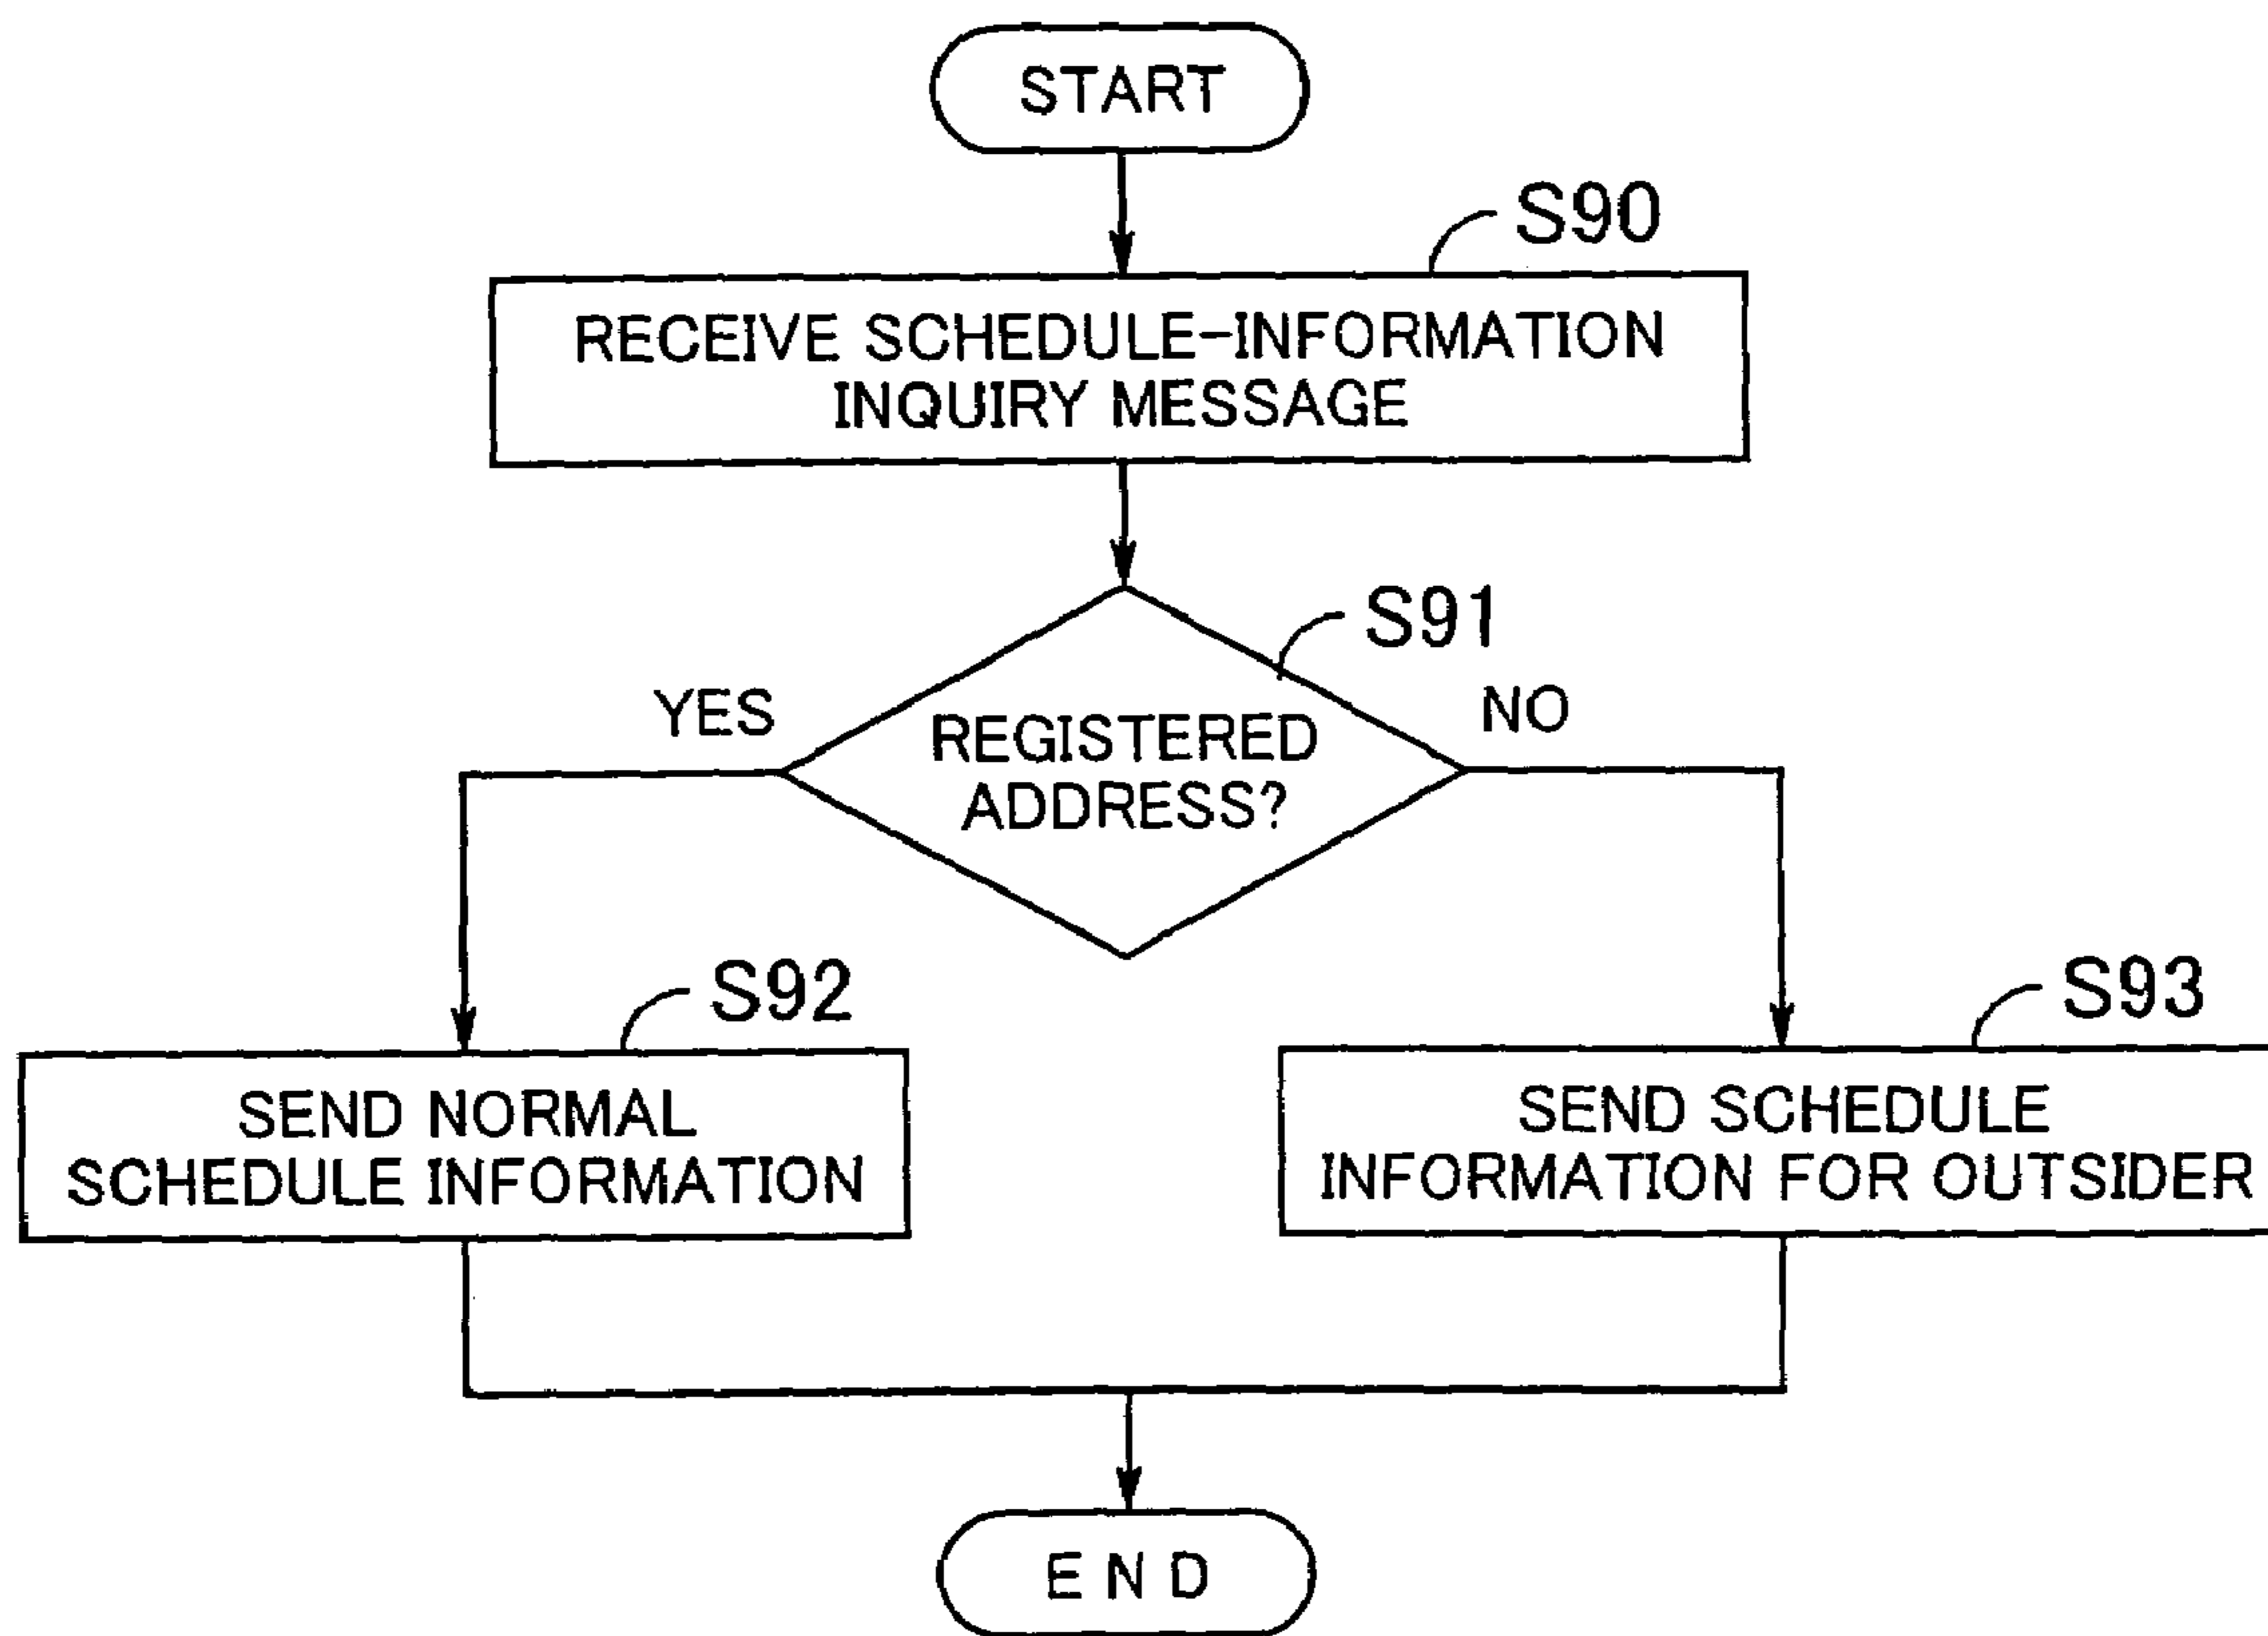 START
S90
RECEIVE SCHEDULE-INFORMATION
INQUIRY MESSAGE
S91
YES
NO
REGISTERED
ADDRESS?
S92
S93
SEND NORMAL
SCHEDULE INFORMATION
SEND SCHEDULE
INFORMATION FOR OUTSIDER
END